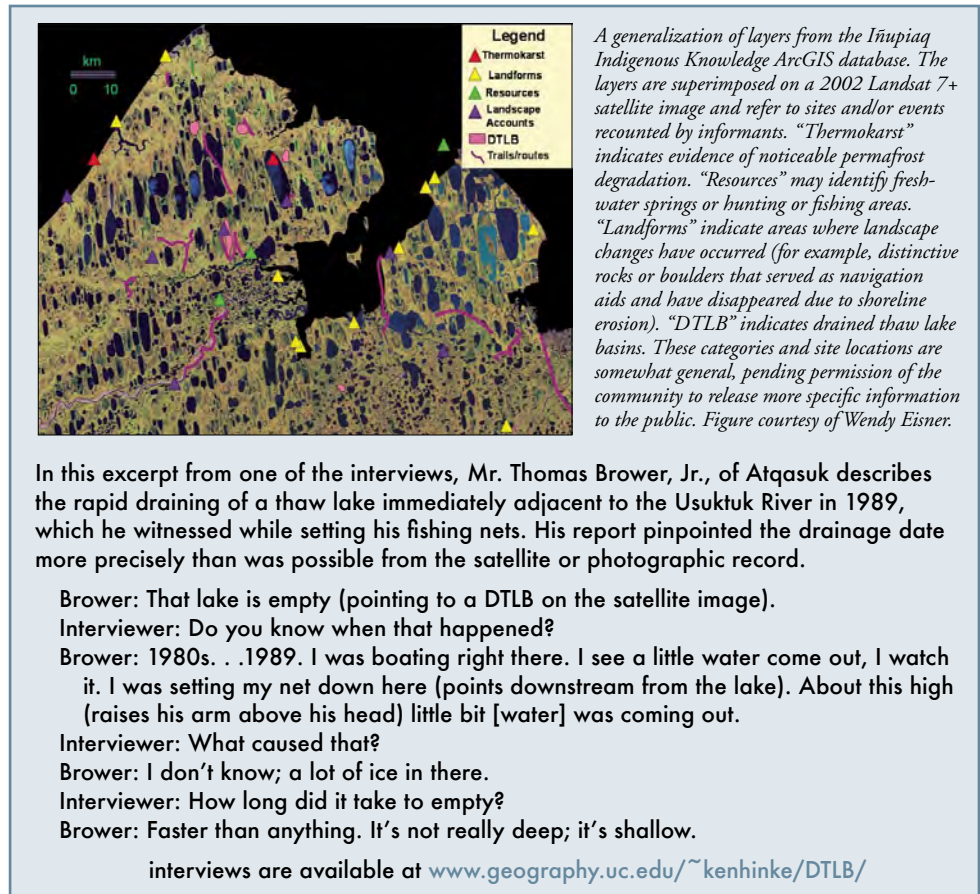 km
0 10
Legend
Thermokarst
Landforms
Resources
Landscape
Accounts
DTLB
Trails/routes
A generalization of layers from the Iñupiaq
Indigenous Knowledge ArcGIS database. The
layers are superimposed on a 2002 Landsat 7+
satellite image and refer to sites and/or events
recounted by informants. “Thermokarst”
indicates evidence of noticeable permafrost
degradation. “Resources” may identify fresh-
water springs or hunting or fishing areas.
“Landforms” indicate areas where landscape
changes have occurred (for example, distinctive
rocks or boulders that served as navigation
aids and have disappeared due to shoreline
erosion). “DTLB” indicates drained thaw lake
basins. These categories and site locations are
somewhat general, pending permission of the
community to release more specific information
to the public. Figure courtesy of Wendy Eisner.
In this excerpt from one of the interviews, Mr. Thomas Brower, Jr., of Atqasuk describes
the rapid draining of a thaw lake immediately adjacent to the Usuktuk River in 1989,
which he witnessed while setting his fishing nets. His report pinpointed the drainage date
more precisely than was possible from the satellite or photographic record.
Brower: That lake is empty (pointing to a DTLB on the satellite image).
Interviewer: Do you know when that happened?
Brower: 1980s. . .1989. I was boating right there. I see a little water come out, I watch
it. I was setting my net down here (points downstream from the lake). About this high
(raises his arm above his head) little bit [water] was coming out.
Interviewer: What caused that?
Brower: I don’t know; a lot of ice in there.
Interviewer: How long did it take to empty?
Brower: Faster than anything. It’s not really deep; it’s shallow.
interviews are available at www.geography.uc.edu/~kenhinke/DTLB/